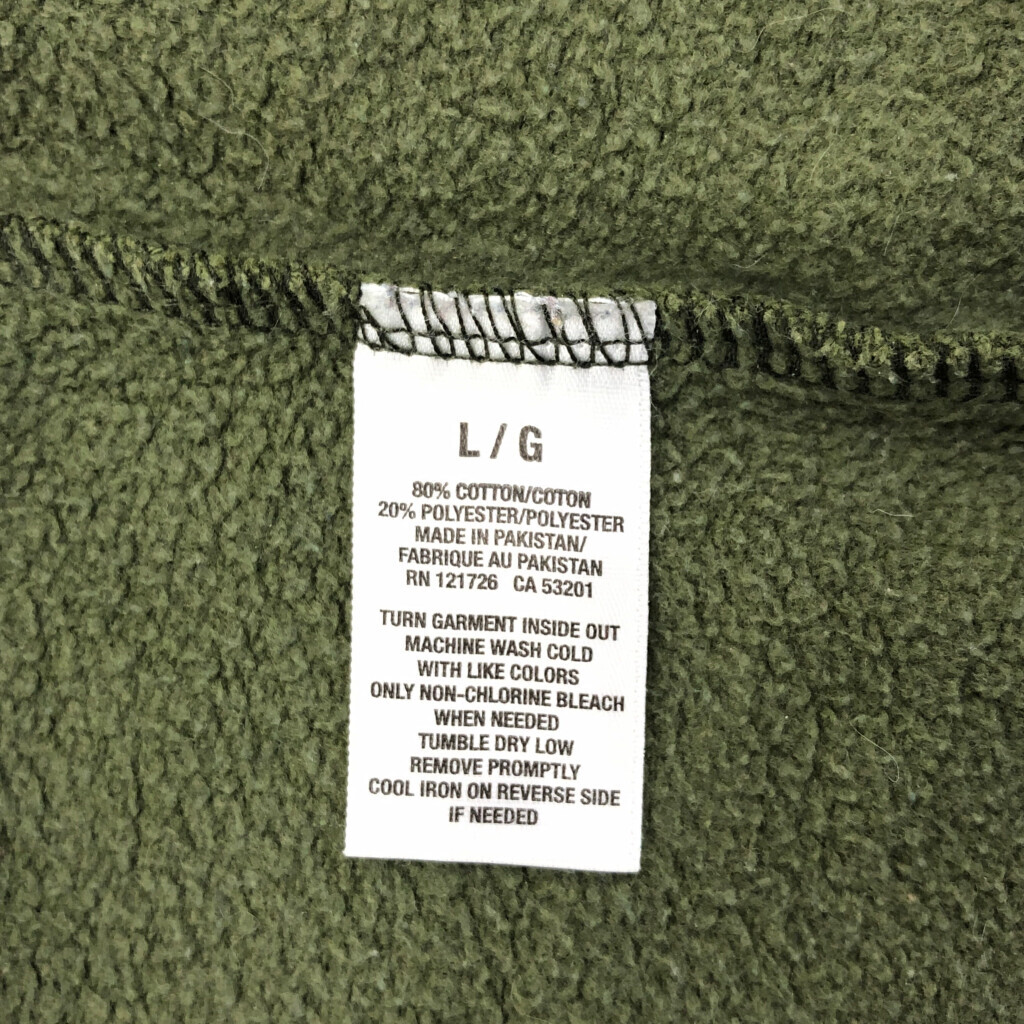 L / G
80% COTTON/COTON
20% POLYESTER/POLYESTER
MADE IN PAKISTAN/
FABRIQUE AU PAKISTAN
RN 121726 CA 53201
TURN GARMENT INSIDE OUT
MACHINE WASH COLD
WITH LIKE COLORS
ONLY NON-CHLORINE BLEACH
WHEN NEEDED
TUMBLE DRY LOW
REMOVE PROMPTLY
COOL IRON ON REVERSE SIDE
IF NEEDED